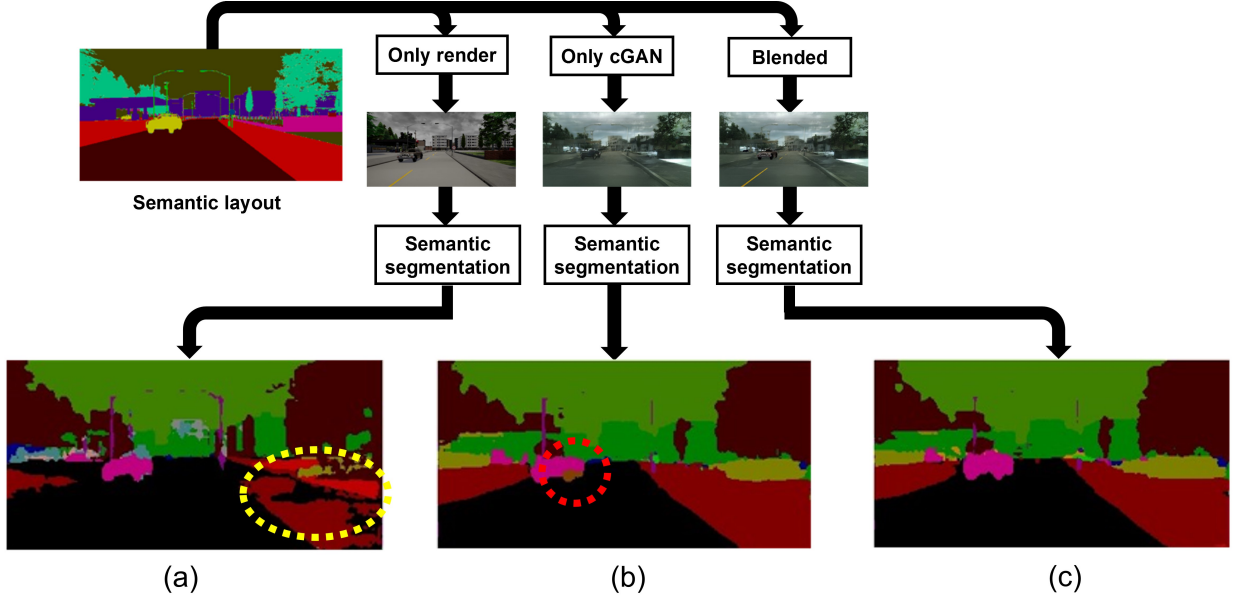 Only render
Only cGAN
Blended
Semantic layout
Semantic
segmentation
Semantic
segmentation
Semantic
segmentation
(a)
(b)
(c)